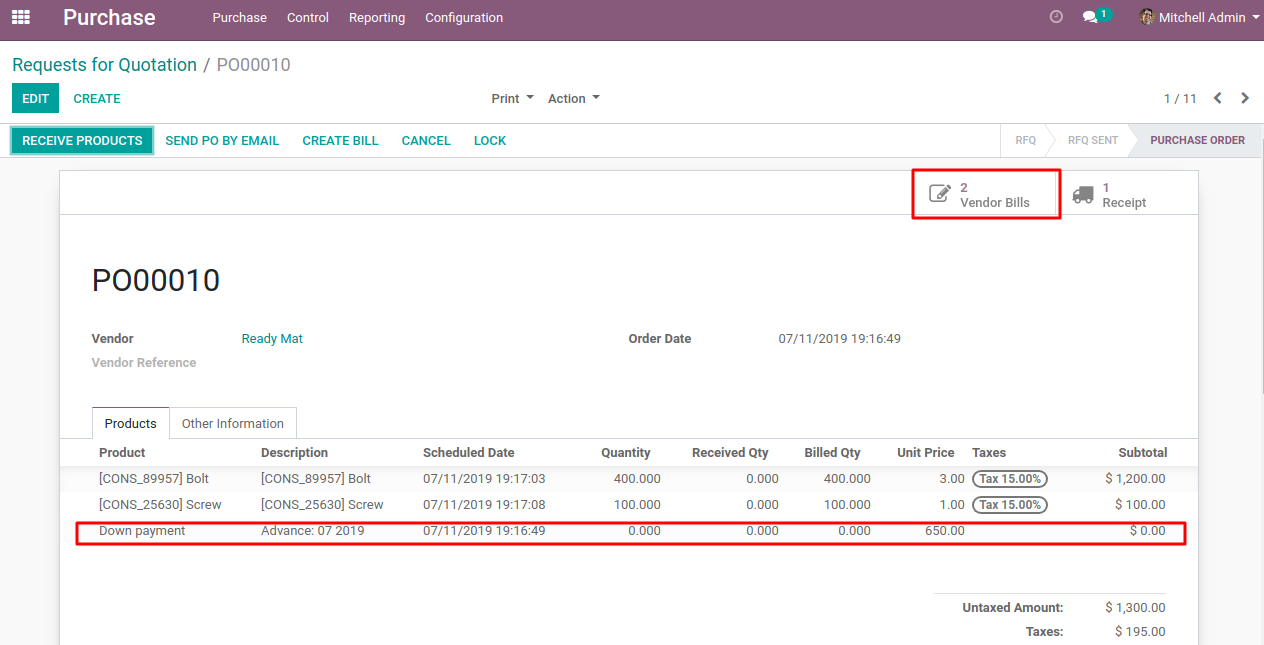 Purchase Purchase Control Reporting Configuration 1 Mitchell Admin
Requests for Quotation / PO00010
EDIT CREATE Print Action 1 / 11
RECEIVE PRODUCTS SEND PO BY EMAIL CREATE BILL CANCEL LOCK RFQ RFQ SENT PURCHASE ORDER
2 Vendor Bills 1 Receipt
PO00010
Vendor Ready Mat Order Date 07/11/2019 19:16:49
Vendor Reference
Products Other Information
Product Description Scheduled Date Quantity Received Qty Billed Qty Unit Price Taxes Subtotal
[CONS_89957] Bolt [CONS_89957] Bolt 07/11/2019 19:17:03 400.000 0.000 400.000 3.00 Tax 15.00% $ 1,200.00
[CONS_25630] Screw [CONS_25630] Screw 07/11/2019 19:17:08 100.000 0.000 100.000 1.00 Tax 15.00% $ 100.00
Down payment Advance: 07 2019 07/11/2019 19:16:49 0.000 0.000 0.000 650.00 $ 0.00
Untaxed Amount: $ 1,300.00
Taxes: $ 195.00